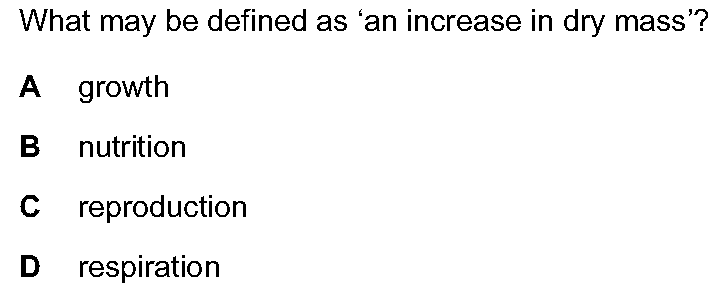 What may be defined as ‘an increase in dry mass’?
A growth
B nutrition
C reproduction
D respiration